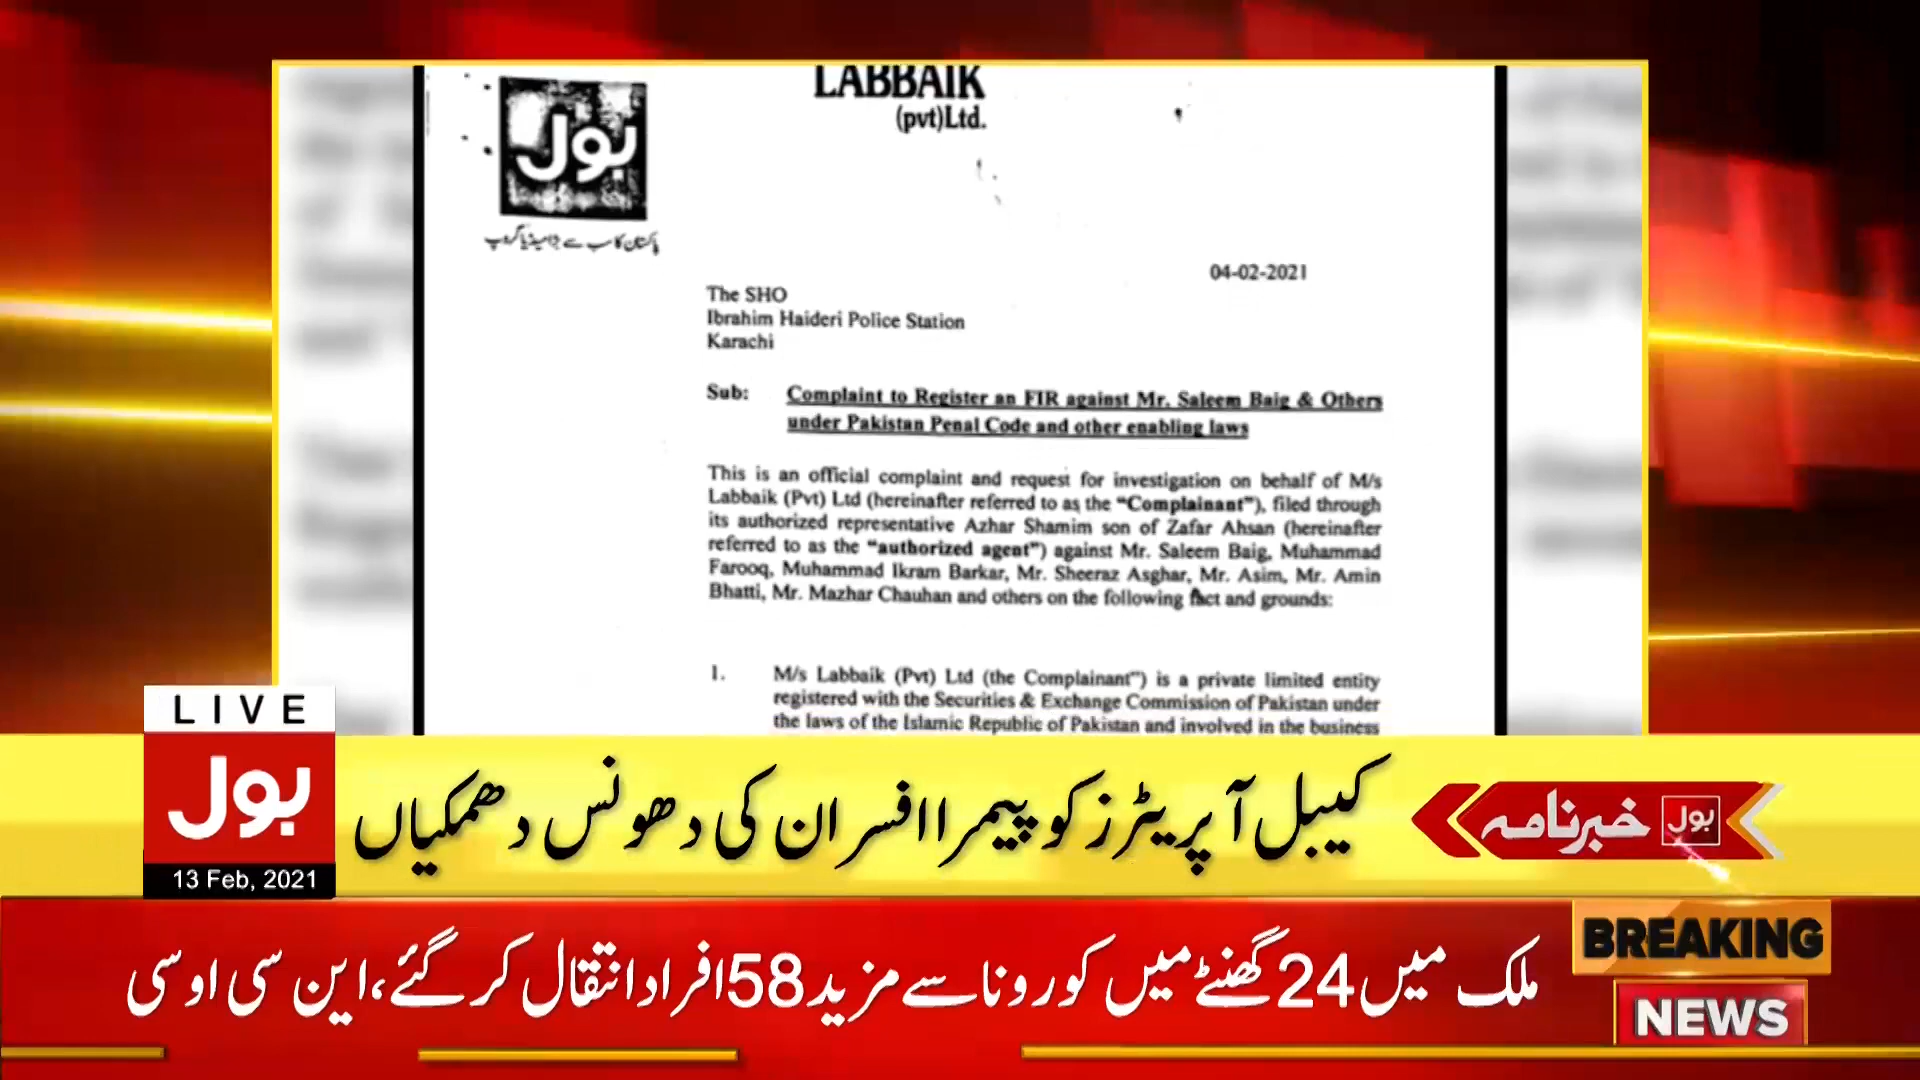 LABBAIK
(pvt)Ltd.
بول
پاکستان کا سب سے بڑا میڈیا گروپ
04-02-2021
The SHO
Ibrahim Haideri Police Station
Karachi
Sub: Complaint to Register an FIR against Mr. Saleem Baig & Others
under Pakistan Penal Code and other enabling laws
This is an official complaint and request for investigation on behalf of M/s
Labbaik (Pvt) Ltd (hereinafter referred to as the “Complainant”), filed through
its authorized representative Azhar Shamim son of Zafar Ahsan (hereinafter
referred to as the “authorized agent”) against Mr. Saleem Baig, Muhammad
Farooq, Muhammad Ikram Barkar, Mr. Sheeraz Asghar, Mr. Asim, Mr. Amin
Bhatti, Mr. Mazhar Chauhan and others on the following fact and grounds:
1. M/s Labbaik (Pvt) Ltd (the Complainant”) is a private limited entity
registered with the Securities & Exchange Commission of Pakistan under
the laws of the Islamic Republic of Pakistan and involved in the business
LIVE
بول
13 Feb, 2021
بول خبرنامہ
کیبل آپریٹرز کو پیمرا افسران کی دھونس دھمکیاں
BREAKING
NEWS
ملک میں 24 گھنٹے میں کورونا سے مزید 58 افراد انتقال کر گئے، این سی او سی